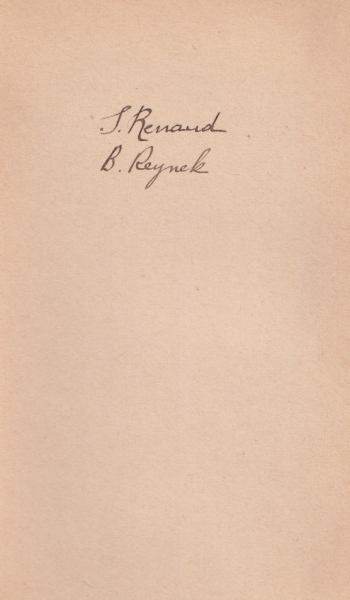 S. Renaud
B. Reynek